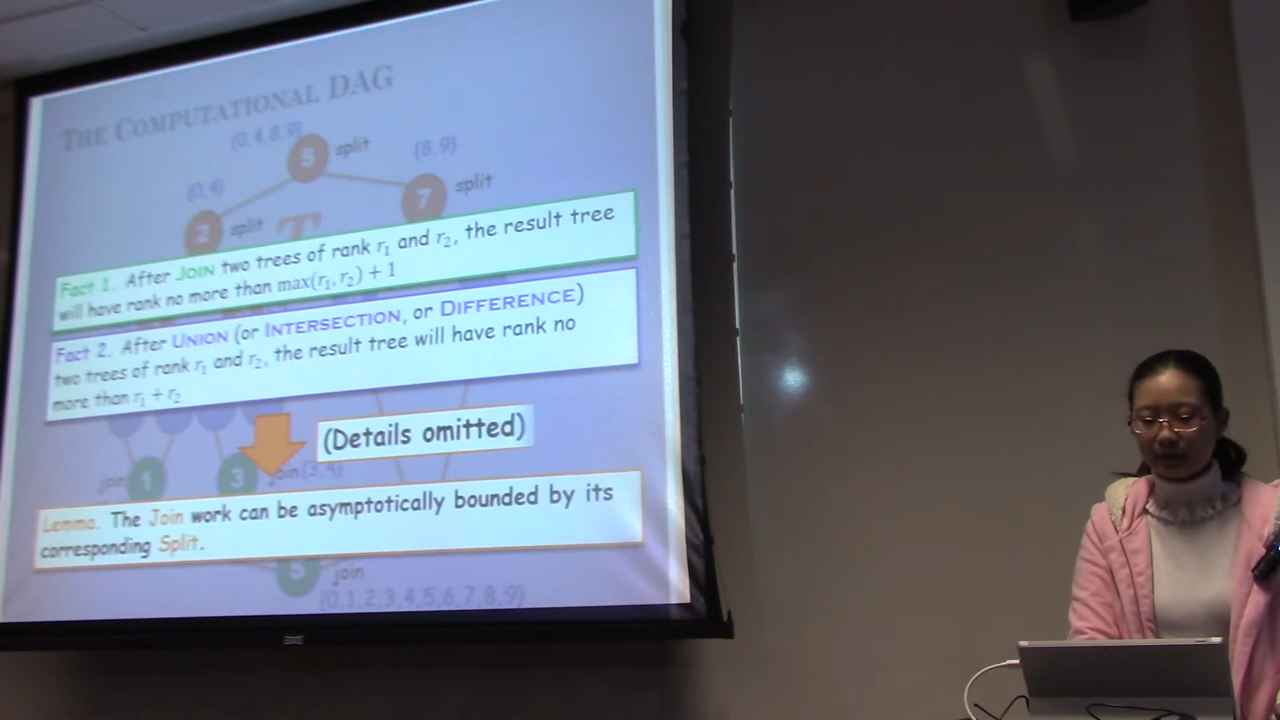 THE COMPUTATIONAL DAG
{0,4,8,9}
5 split
{8,9}
{0,4}
7 split
2 split
T
Fact 1. After JOIN two trees of rank r₁ and r₂, the result tree
will have rank no more than max(r₁,r₂) + 1
Fact 2. After UNION (or INTERSECTION, or DIFFERENCE)
two trees of rank r₁ and r₂, the result tree will have rank no
more than r₁ + r₂
(Details omitted)
join 1
3 join {3,4}
Lemma. The Join work can be asymptotically bounded by its
corresponding Split.
5 join
{0,1,2,3,4,5,6,7,8,9}